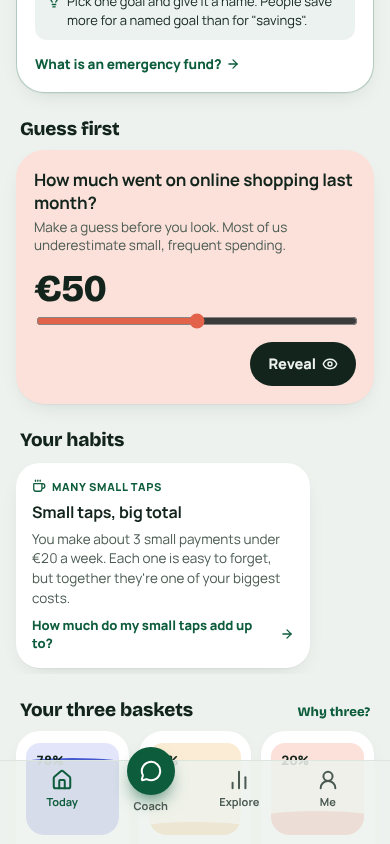 Pick one goal and give it a name. People save
more for a named goal than for "savings".
What is an emergency fund? →
Guess first
How much went on online shopping last
month?
Make a guess before you look. Most of us
underestimate small, frequent spending.
€50
Reveal
Your habits
MANY SMALL TAPS
Small taps, big total
You make about 3 small payments under
€20 a week. Each one is easy to forget,
but together they're one of your biggest
costs.
How much do my small taps add up
to? →
Your three baskets
Why three?
Today
Coach
Explore
Me